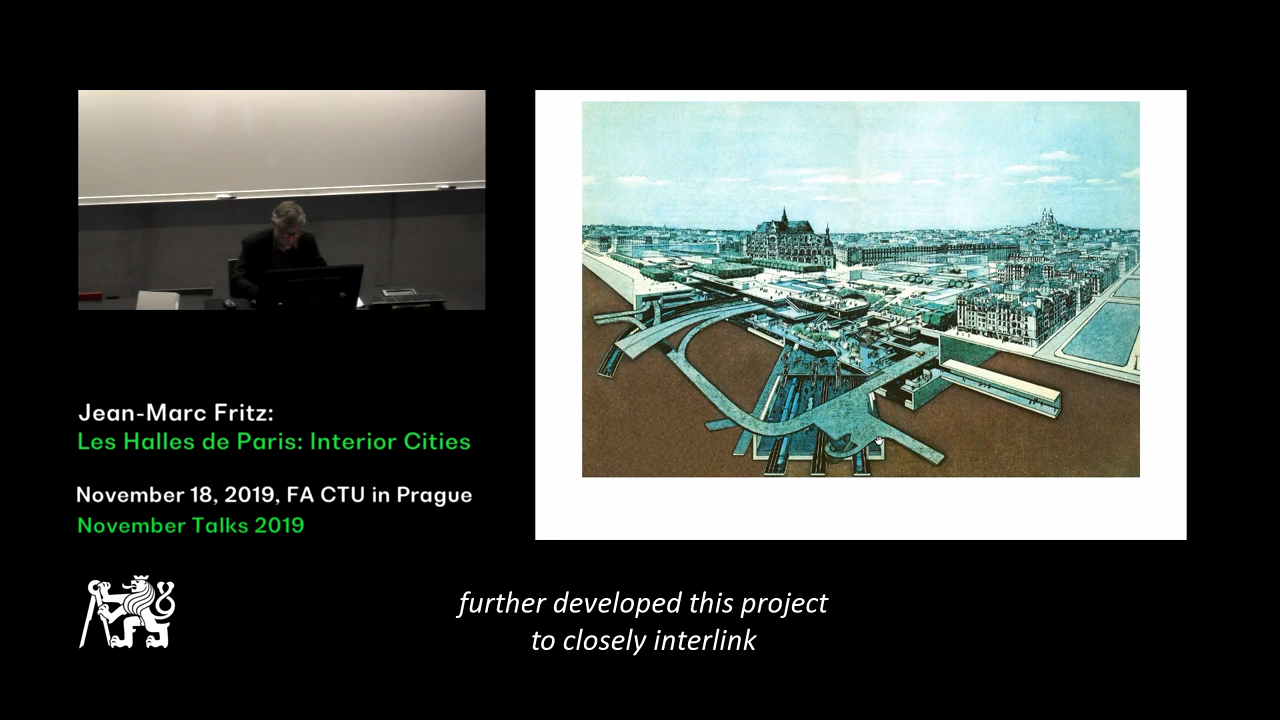 Jean-Marc Fritz:
Les Halles de Paris: Interior Cities
November 18, 2019, FA CTU in Prague
November Talks 2019
further developed this project
to closely interlink